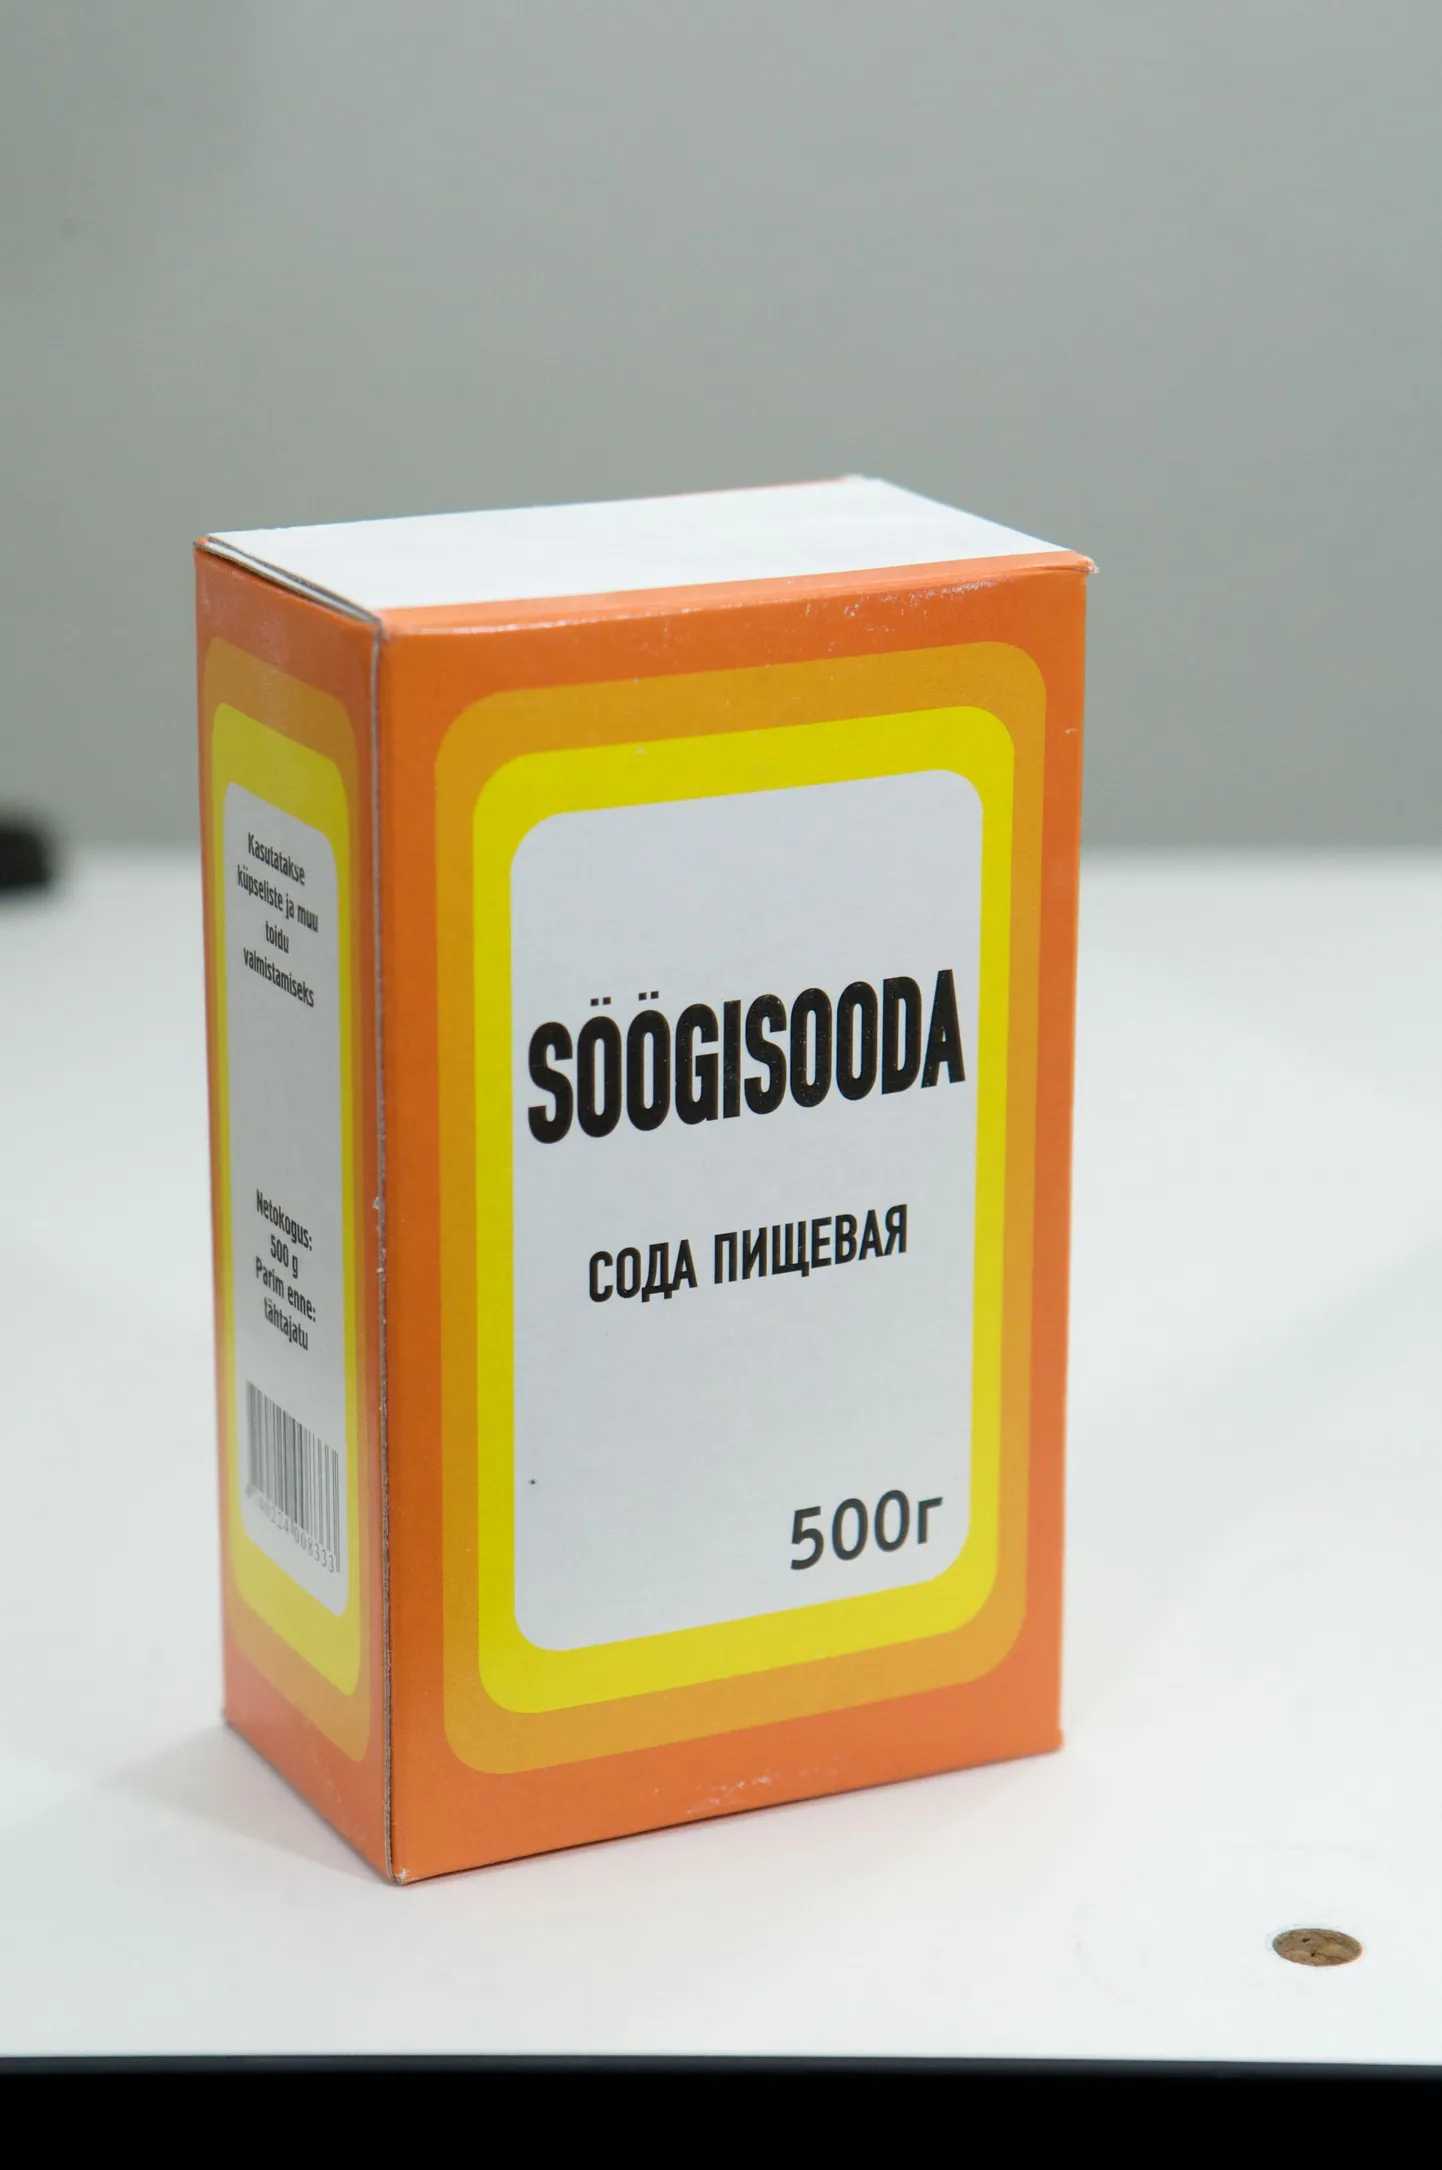 Kasutatakse
küpseliste ja muu
toidu
valmistamiseks
Netokogus:
500 g
Parim enne:
tähtajatu
SÖÖGISOODA
СОДА ПИЩЕВАЯ
500г